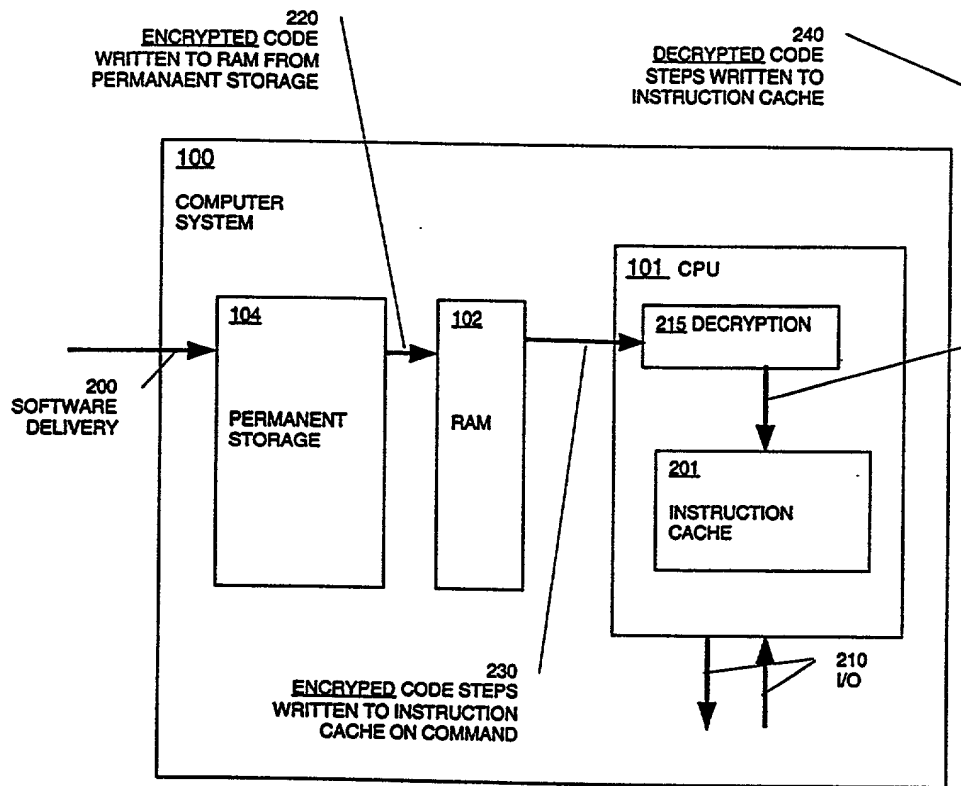 220
ENCRYPTED CODE
WRITTEN TO RAM FROM
PERMANAENT STORAGE
240
DECRYPTED CODE
STEPS WRITTEN TO
INSTRUCTION CACHE
100
COMPUTER
SYSTEM
101 CPU
104
102
215 DECRYPTION
200
SOFTWARE
DELIVERY
PERMANENT
STORAGE
RAM
201
INSTRUCTION
CACHE
230
ENCRYPED CODE STEPS
WRITTEN TO INSTRUCTION
CACHE ON COMMAND
210
I/O